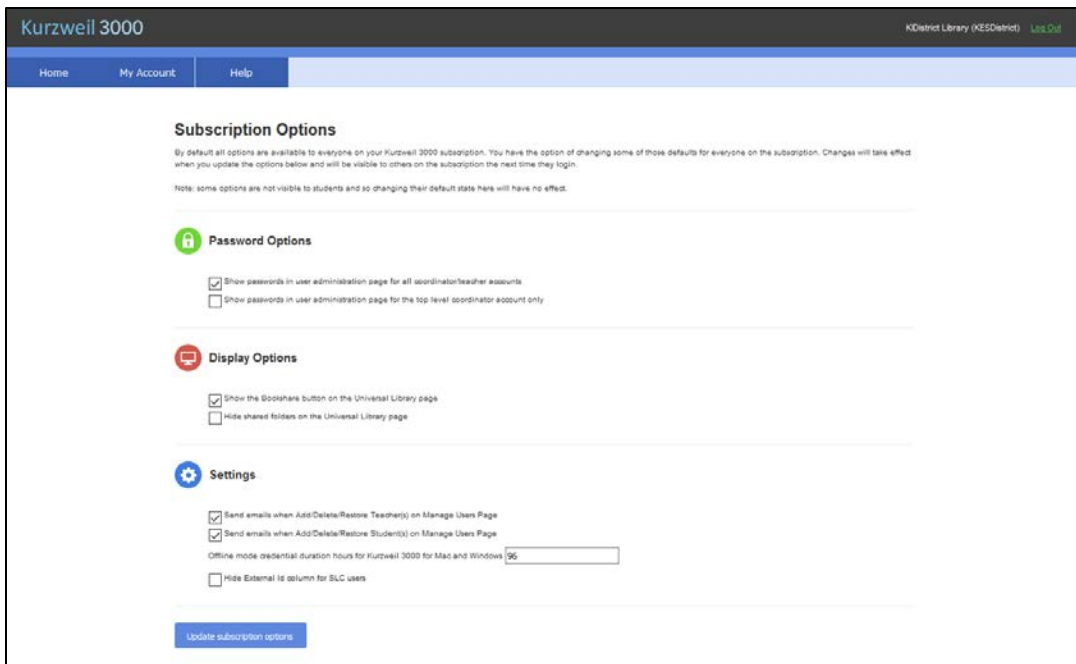 Kurzweil 3000
KIDistrict Library (KESDistrict) Log Out
Home My Account Help
Subscription Options
By default all options are available to everyone on your Kurzweil 3000 subscription. You have the option of changing some of those defaults for everyone on the subscription. Changes will take effect
when you update the options below and will be visible to others on the subscription the next time they login.
Note: some options are not visible to students and so changing their default state here will have no effect.
Password Options
Show passwords in user administration page for all coordinator/teacher accounts
Show passwords in user administration page for the top level coordinator account only
Display Options
Show the Bookshare button on the Universal Library page
Hide shared folders on the Universal Library page
Settings
Send emails when Add/Delete/Restore Teacher(s) on Manage Users Page
Send emails when Add/Delete/Restore Student(s) on Manage Users Page
Offline mode credential duration hours for Kurzweil 3000 for Mac and Windows 96
Hide External Id column for SLC users
Update subscription options